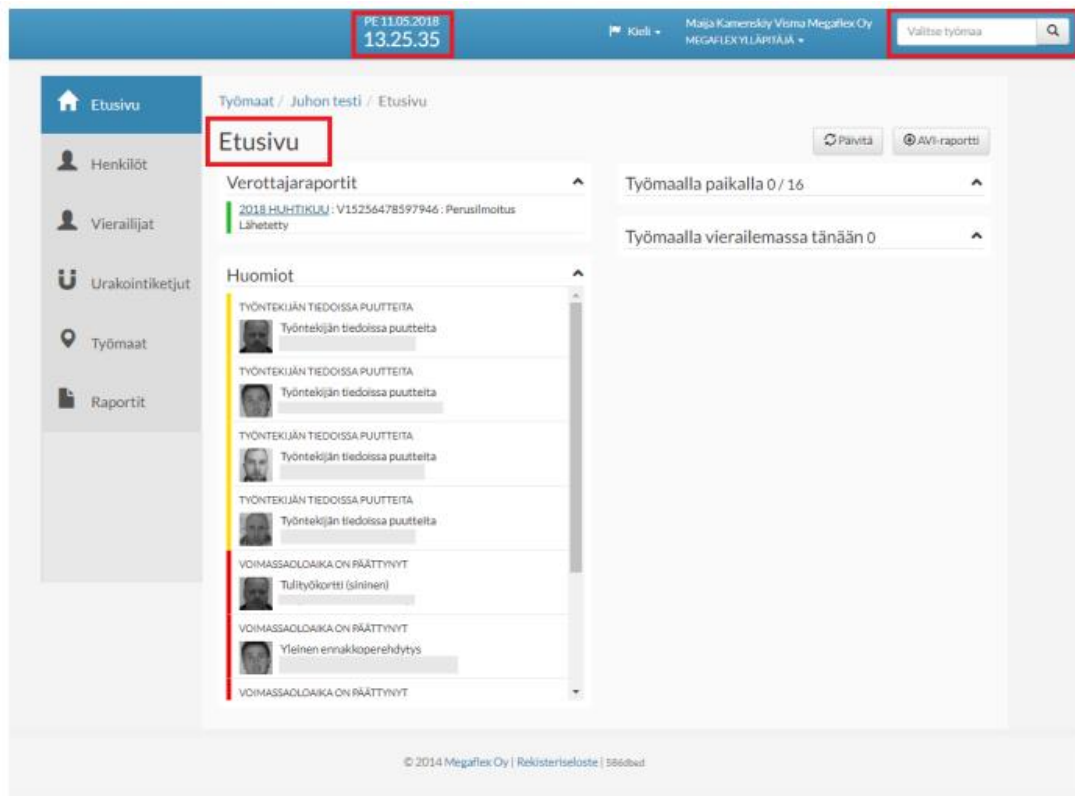 PE 11.05.2018
13.25.35
Kieli
Maija Kamenskiy Visma Megaflex Oy
MEGAFLEX YLLÄPITÄJÄ
Valitse työmaa
Etusivu
Henkilöt
Vierailijat
Urakointiketjut
Työmaat
Raportit
Työmaat / Juhon testi / Etusivu
Etusivu
Päivitä
AVI-raportti
Verottajaraportit
2018 HUHTIKUU : V15256478597946 : Perusilmoitus
Lähetetty
Huomiot
TYÖNTEKIJÄN TIEDOISSA PUUTTEITA
Työntekijän tiedoissa puutteita
TYÖNTEKIJÄN TIEDOISSA PUUTTEITA
Työntekijän tiedoissa puutteita
TYÖNTEKIJÄN TIEDOISSA PUUTTEITA
Työntekijän tiedoissa puutteita
TYÖNTEKIJÄN TIEDOISSA PUUTTEITA
Työntekijän tiedoissa puutteita
VOIMASSAOLOAIKA ON PÄÄTTYNYT
Tulityökortti (sininen)
VOIMASSAOLOAIKA ON PÄÄTTYNYT
Yleinen ennakkoperehdytys
VOIMASSAOLOAIKA ON PÄÄTTYNYT
Työmaalla paikalla 0 / 16
Työmaalla vierailemassa tänään 0
© 2014 Megaflex Oy | Rekisteriseloste | 586dbed